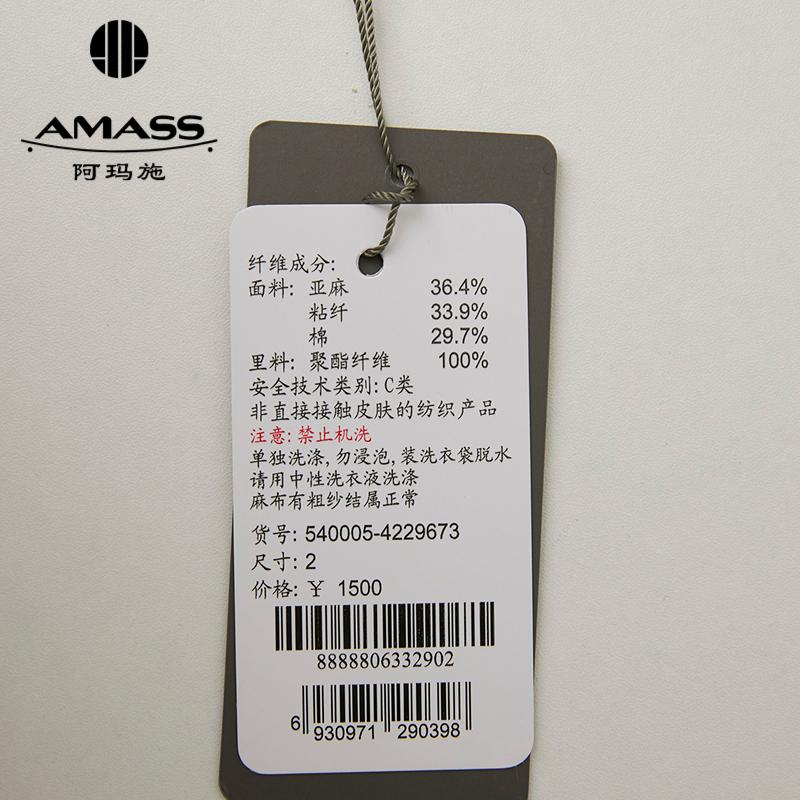 AMASS
阿玛施
纤维成分:
面料: 亚麻 36.4%
粘纤 33.9%
棉 29.7%
里料: 聚酯纤维 100%
安全技术类别: C类
非直接接触皮肤的纺织产品
注意: 禁止机洗
单独洗涤, 勿浸泡, 装洗衣袋脱水
请用中性洗衣液洗涤
麻布有粗纱结属正常
货号: 540005-4229673
尺寸: 2
价格: ¥ 1500
8888806332902
6 930971 290398